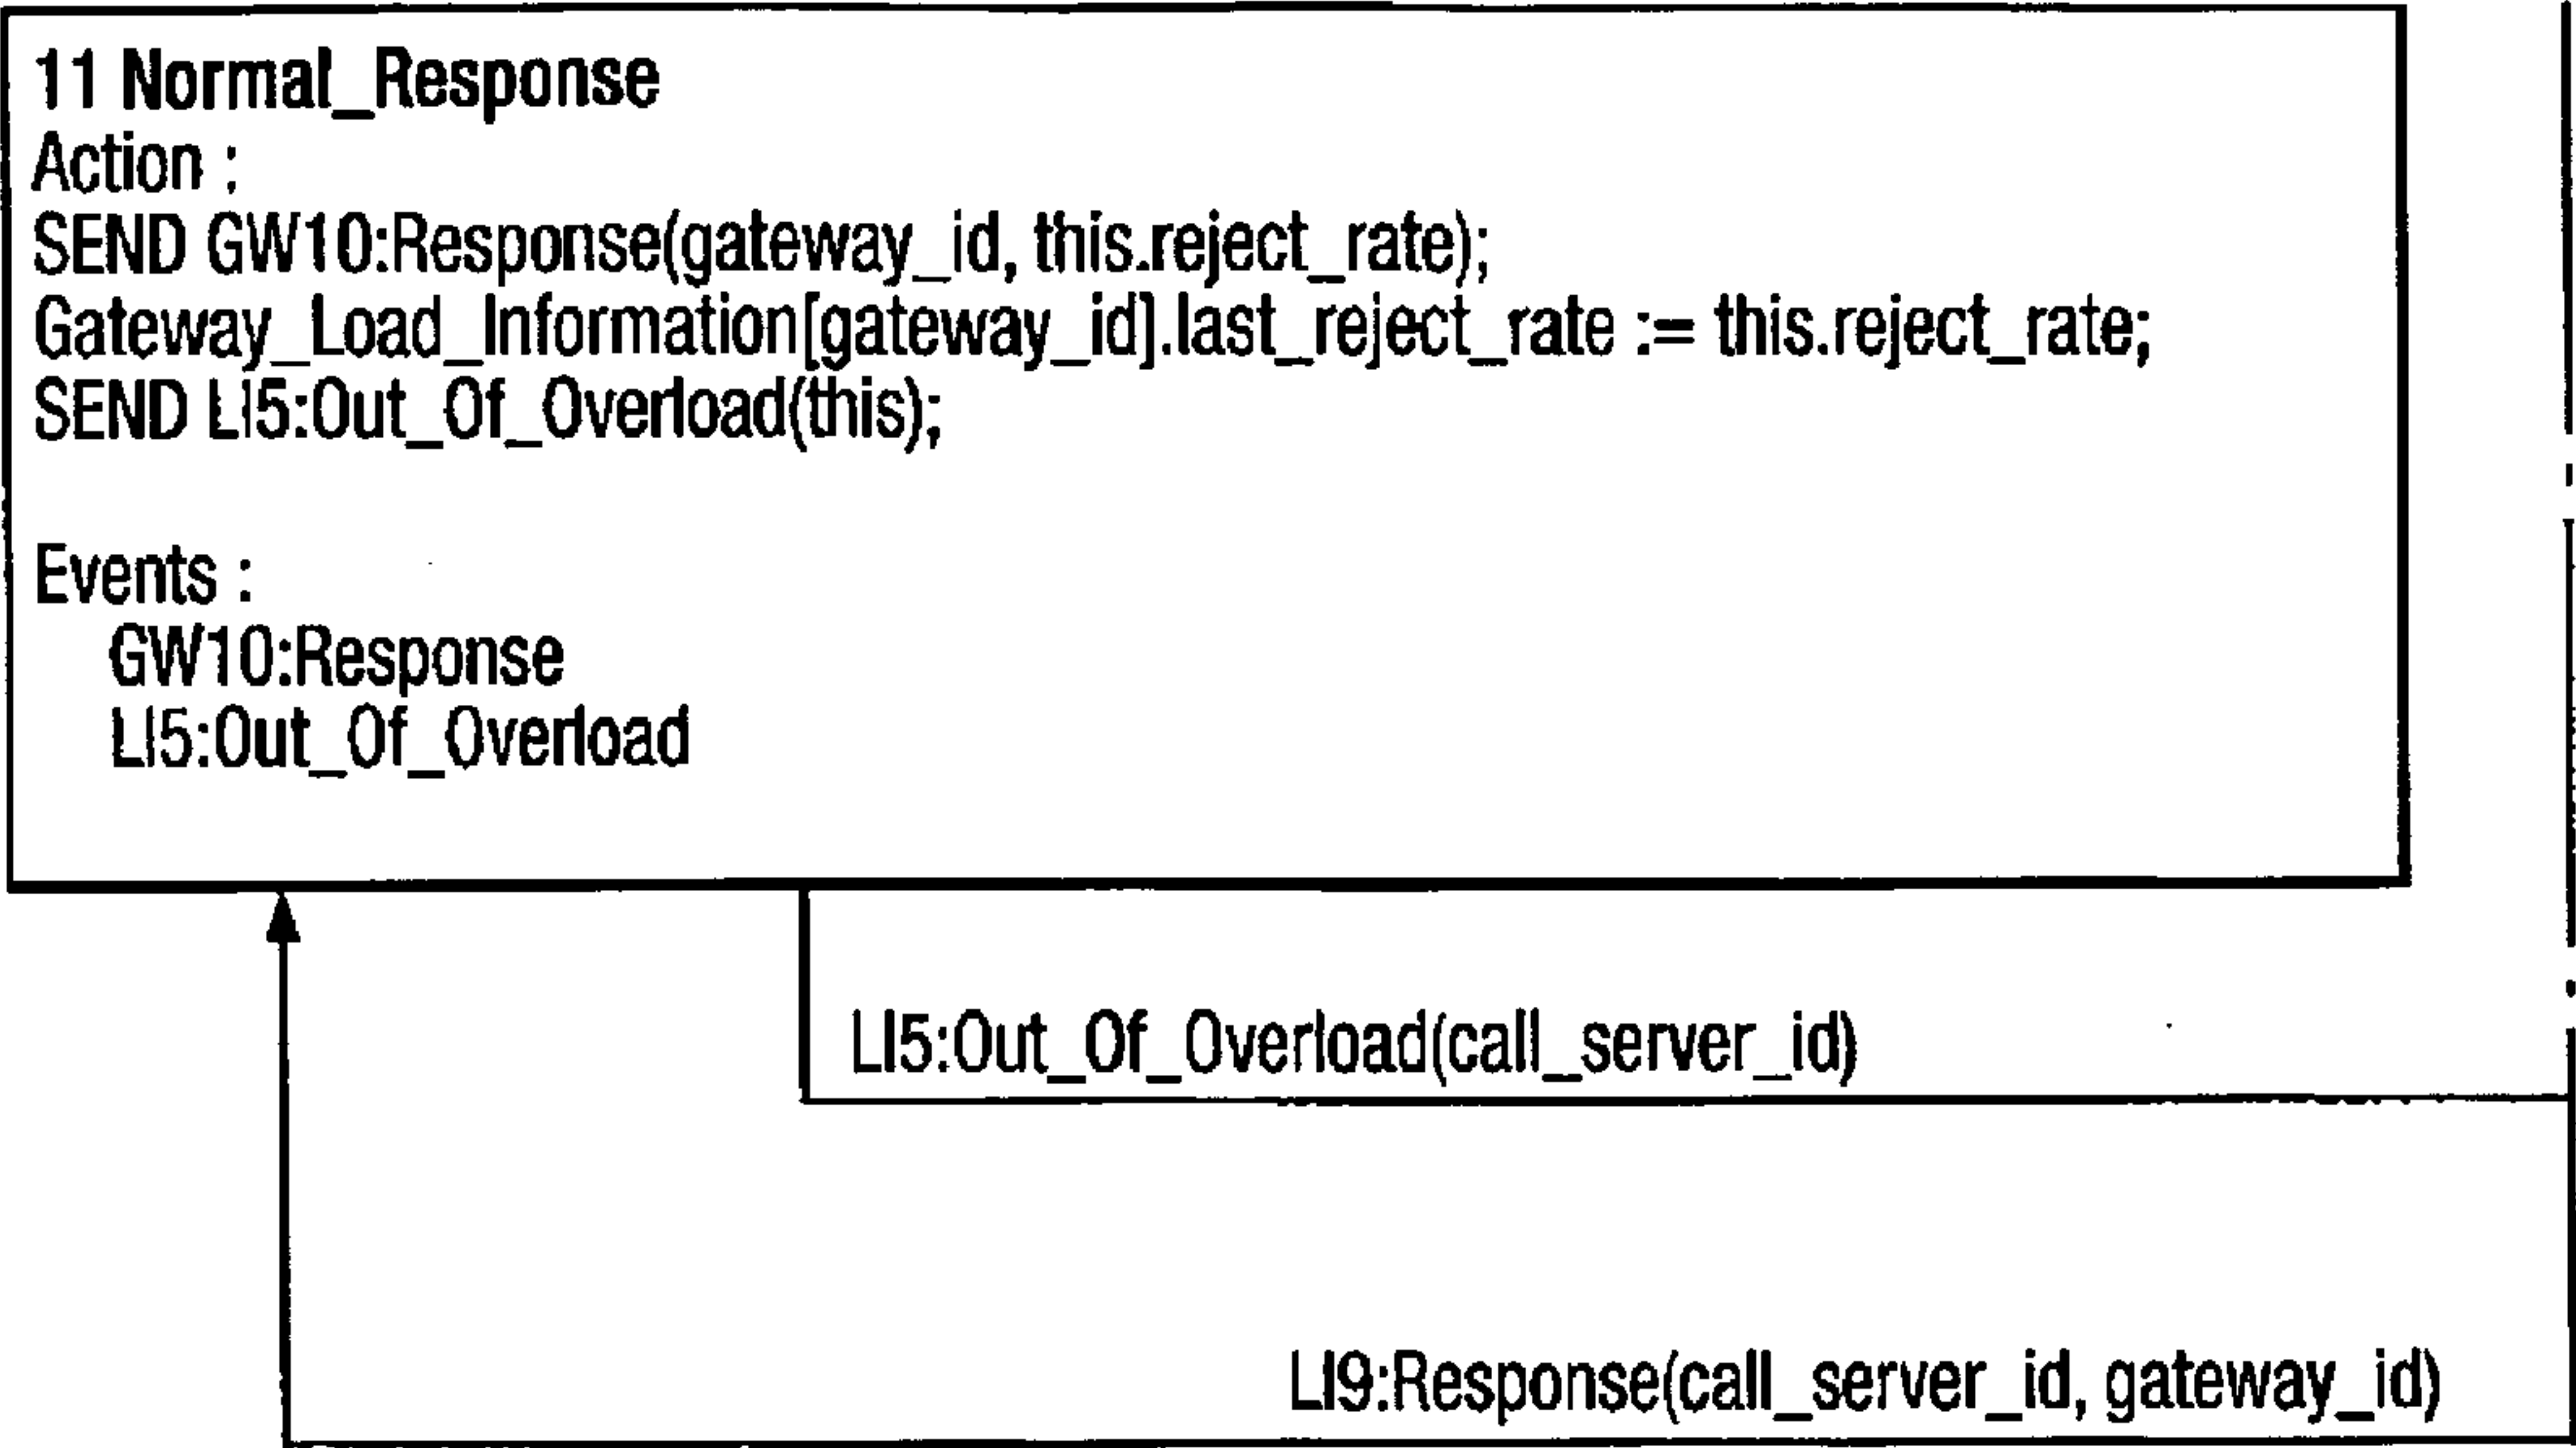 11 Normal_Response
Action :
SEND GW10:Response(gateway_id, this.reject_rate);
Gateway_Load_Information[gateway_id].last_reject_rate := this.reject_rate;
SEND LI5:Out_Of_Overload(this);
Events :
GW10:Response
LI5:Out_Of_Overload
LI5:Out_Of_Overload(call_server_id)
LI9:Response(call_server_id, gateway_id)